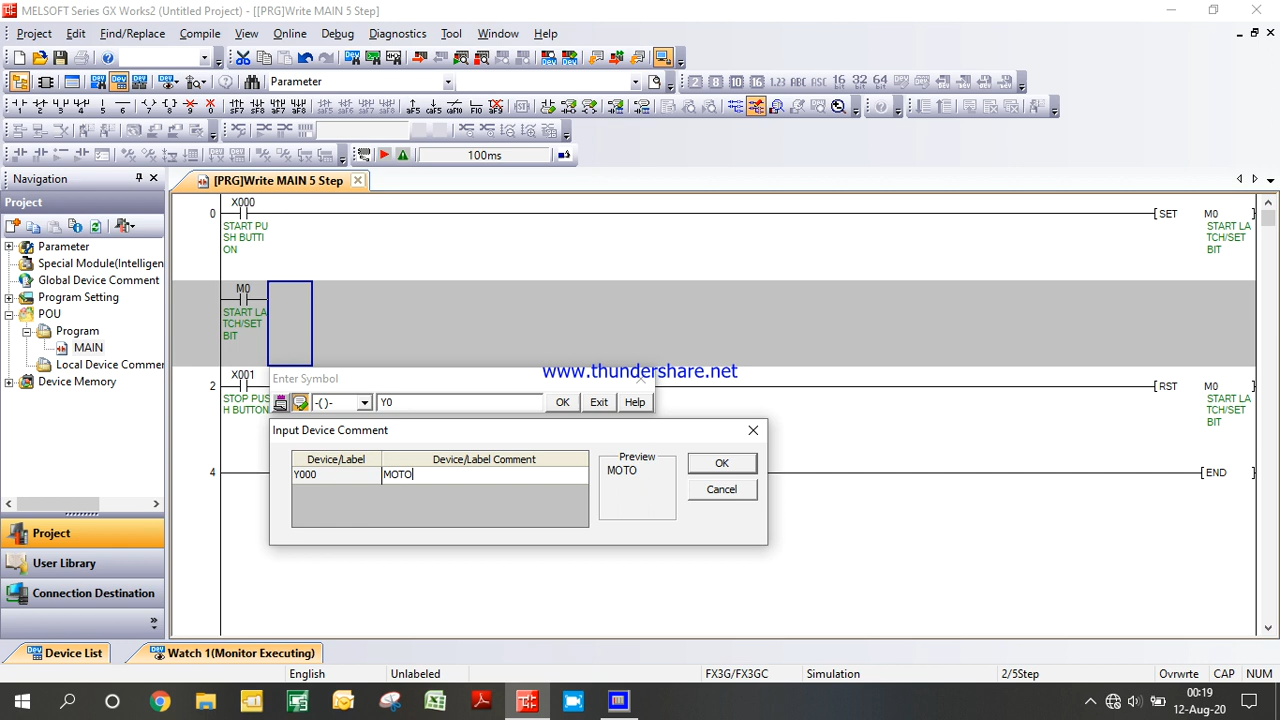 MELSOFT Series GX Works2 (Untitled Project) - [[PRG]Write MAIN 5 Step]
Project Edit Find/Replace Compile View Online Debug Diagnostics Tool Window Help
Parameter
100ms
Navigation
[PRG]Write MAIN 5 Step
Project
Parameter
Special Module(Intelligen
Global Device Comment
Program Setting
POU
Program
MAIN
Local Device Commer
Device Memory
Project
User Library
Connection Destination
0
X000
START PU
SH BUTTI
ON
SET M0
START LA
TCH/SET
BIT
M0
START LA
TCH/SET
BIT
www.thundershare.net
2
X001
STOP PUS
H BUTTON
RST M0
START LA
TCH/SET
BIT
4
END
Enter Symbol
-( )- Y0 OK Exit Help
Input Device Comment
Device/Label Device/Label Comment
Y000 MOTO
Preview
MOTO
OK
Cancel
Device List Watch 1(Monitor Executing)
English Unlabeled FX3G/FX3GC Simulation 2/5Step Ovrwrte CAP NUM
00:19
12-Aug-20